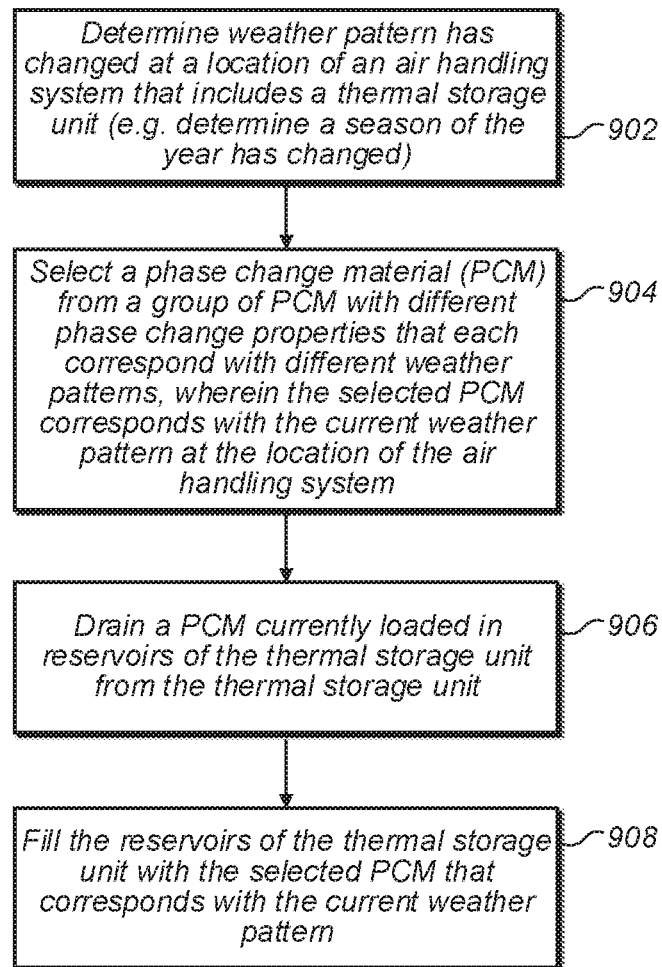 Determine weather pattern has
changed at a location of an air handling
system that includes a thermal storage
unit (e.g. determine a season of the
year has changed)
902
Select a phase change material (PCM)
from a group of PCM with different
phase change properties that each
correspond with different weather
patterns, wherein the selected PCM
corresponds with the current weather
pattern at the location of the air
handling system
904
Drain a PCM currently loaded in
reservoirs of the thermal storage unit
from the thermal storage unit
906
Fill the reservoirs of the thermal storage
unit with the selected PCM that
corresponds with the current weather
pattern
908